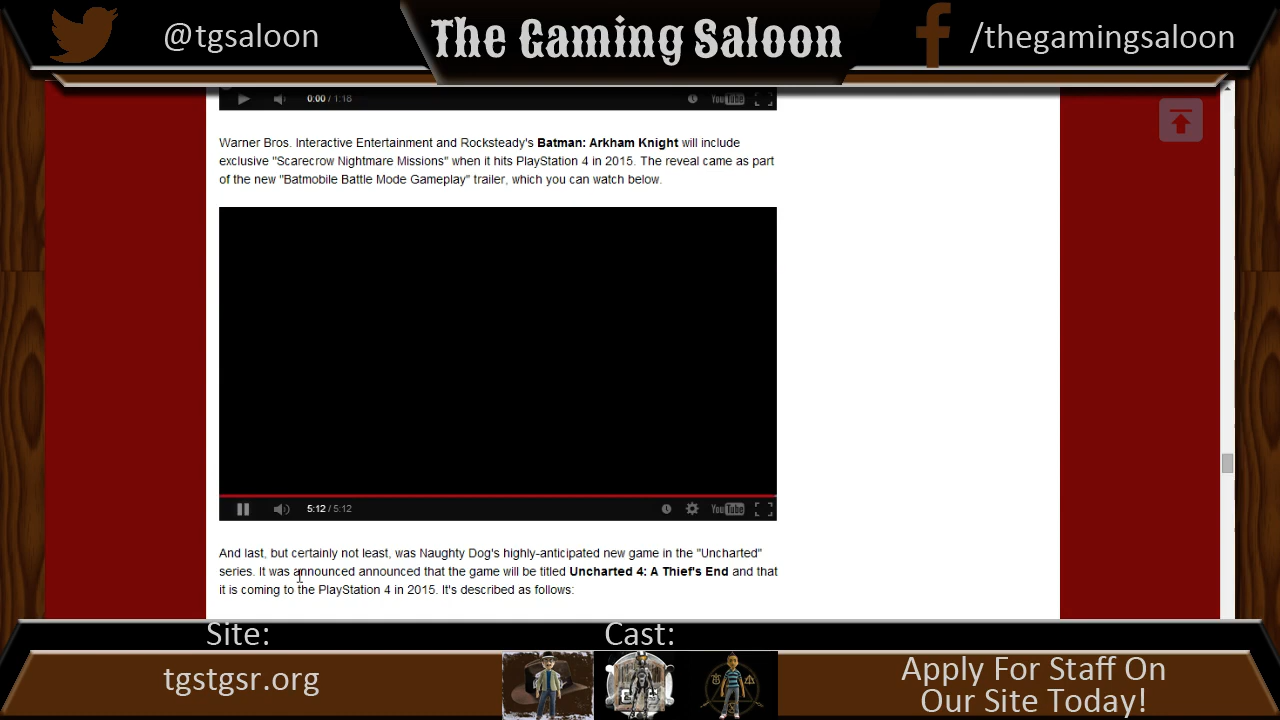 @tgsaloon
The Gaming Saloon
/thegamingsaloon
0:00 / 1:18
YouTube
Warner Bros. Interactive Entertainment and Rocksteady's Batman: Arkham Knight will include
exclusive "Scarecrow Nightmare Missions" when it hits PlayStation 4 in 2015. The reveal came as part
of the new "Batmobile Battle Mode Gameplay" trailer, which you can watch below.
5:12 / 5:12
YouTube
And last, but certainly not least, was Naughty Dog's highly-anticipated new game in the "Uncharted"
series. It was announced announced that the game will be titled Uncharted 4: A Thief's End and that
it is coming to the PlayStation 4 in 2015. It's described as follows:
Site:
Cast:
tgstgsr.org
Apply For Staff On
Our Site Today!